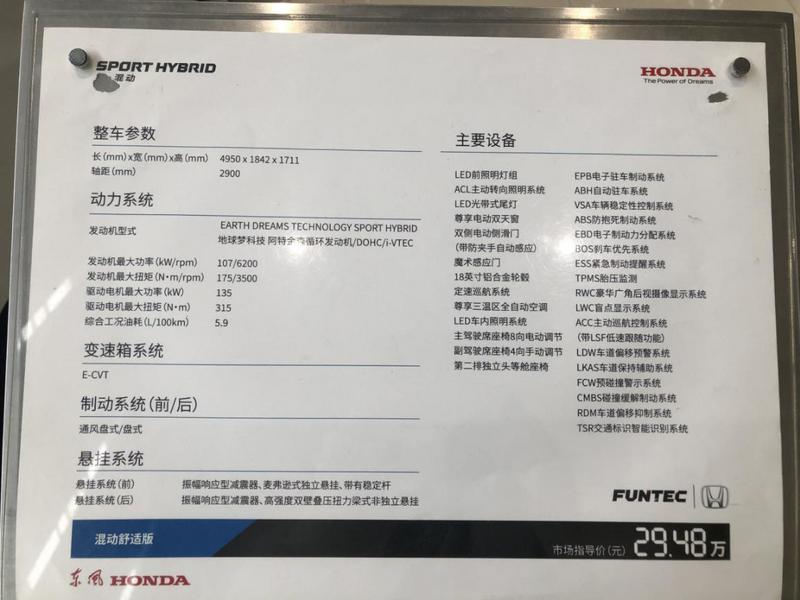 SPORT HYBRID
混动
HONDA
The Power of Dreams
整车参数
长(mm)x宽(mm)x高(mm) 4950 x 1842 x 1711
轴距(mm) 2900
动力系统
发动机型式 EARTH DREAMS TECHNOLOGY SPORT HYBRID
地球梦科技 阿特金森循环发动机/DOHC/i-VTEC
发动机最大功率(kW/rpm) 107/6200
发动机最大扭矩(N·m/rpm) 175/3500
驱动电机最大功率(kW) 135
驱动电机最大扭矩(N·m) 315
综合工况油耗(L/100km) 5.9
变速箱系统
E-CVT
制动系统(前/后)
通风盘式/盘式
悬挂系统
悬挂系统(前) 振幅响应型减震器、麦弗逊式独立悬挂、带有稳定杆
悬挂系统(后) 振幅响应型减震器、高强度双壁叠压扭力梁式非独立悬挂
主要设备
LED前照明灯组
ACL主动转向照明系统
LED光带式尾灯
尊享电动双天窗
双侧电动侧滑门
(带防夹手自动感应)
魔术感应门
18英寸铝合金轮毂
定速巡航系统
尊享三温区全自动空调
LED车内照明系统
主驾驶席座椅8向电动调节
副驾驶席座椅4向手动调节
第二排独立头等舱座椅
EPB电子驻车制动系统
ABH自动驻车系统
VSA车辆稳定性控制系统
ABS防抱死制动系统
EBD电子制动力分配系统
BOS刹车优先系统
ESS紧急制动提醒系统
TPMS胎压监测
RWC豪华广角后视摄像显示系统
LWC盲点显示系统
ACC主动巡航控制系统
(带LSF低速跟随功能)
LDW车道偏移预警系统
LKAS车道保持辅助系统
FCW预碰撞警示系统
CMBS碰撞缓解制动系统
RDM车道偏移抑制系统
TSR交通标识智能识别系统
FUNTEC
混动舒适版
市场指导价(元) 29.48万
东风 HONDA